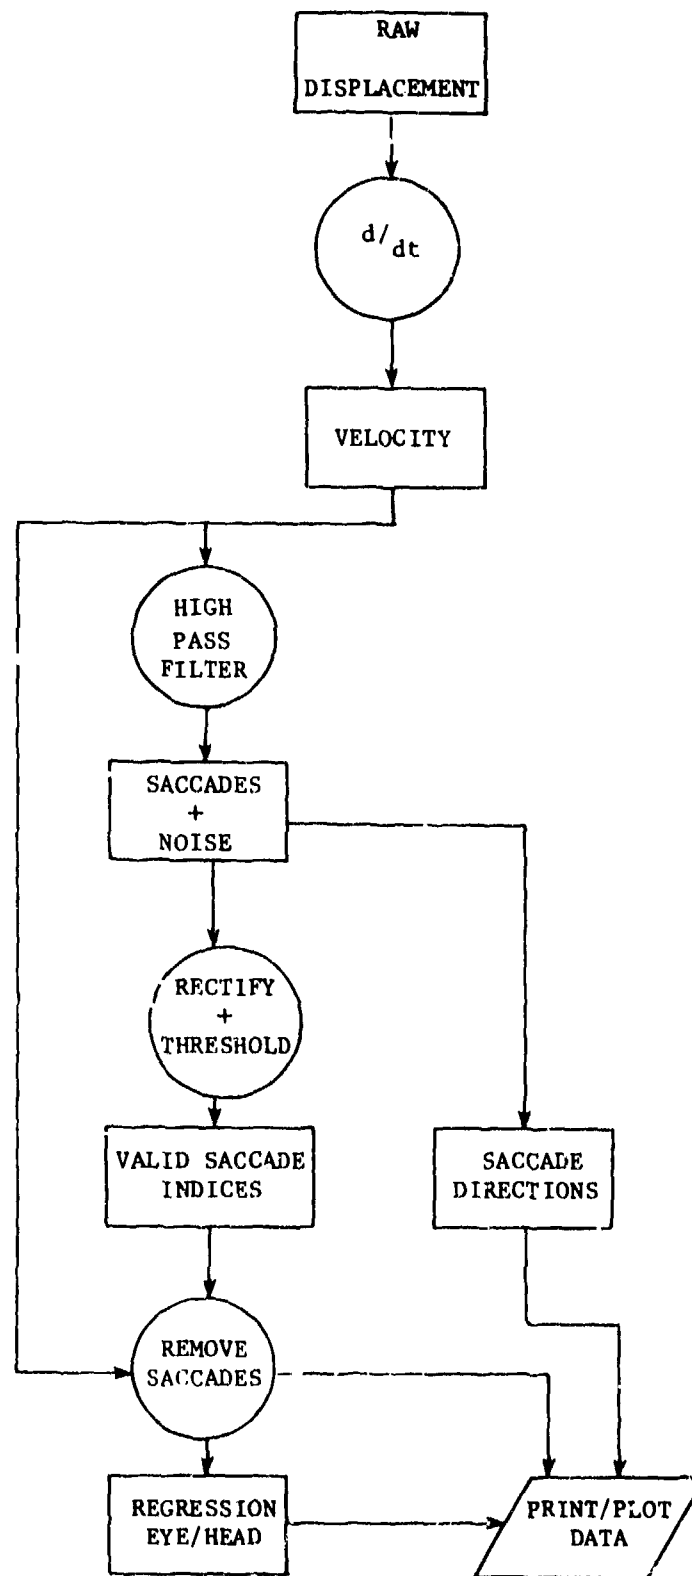 RAW
DISPLACEMENT
d/dt
VELOCITY
HIGH
PASS
FILTER
SACCADES
+
NOISE
RECTIFY
+
THRESHOLD
VALID SACCADE
INDICES
SACCADE
DIRECTIONS
REMOVE
SACCADES
REGRESSION
EYE/HEAD
PRINT/PLOT
DATA